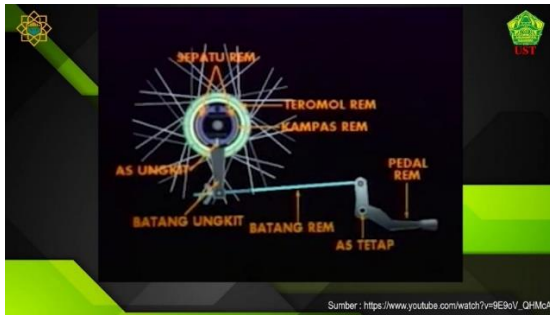 UST
SEPATU REM
TEROMOL REM
KAMPAS REM
AS UNGKIT
PEDAL
REM
BATANG UNGKIT
BATANG REM
AS TETAP
Sumber : https://www.youtube.com/watch?v=9E9oV_QHMcA